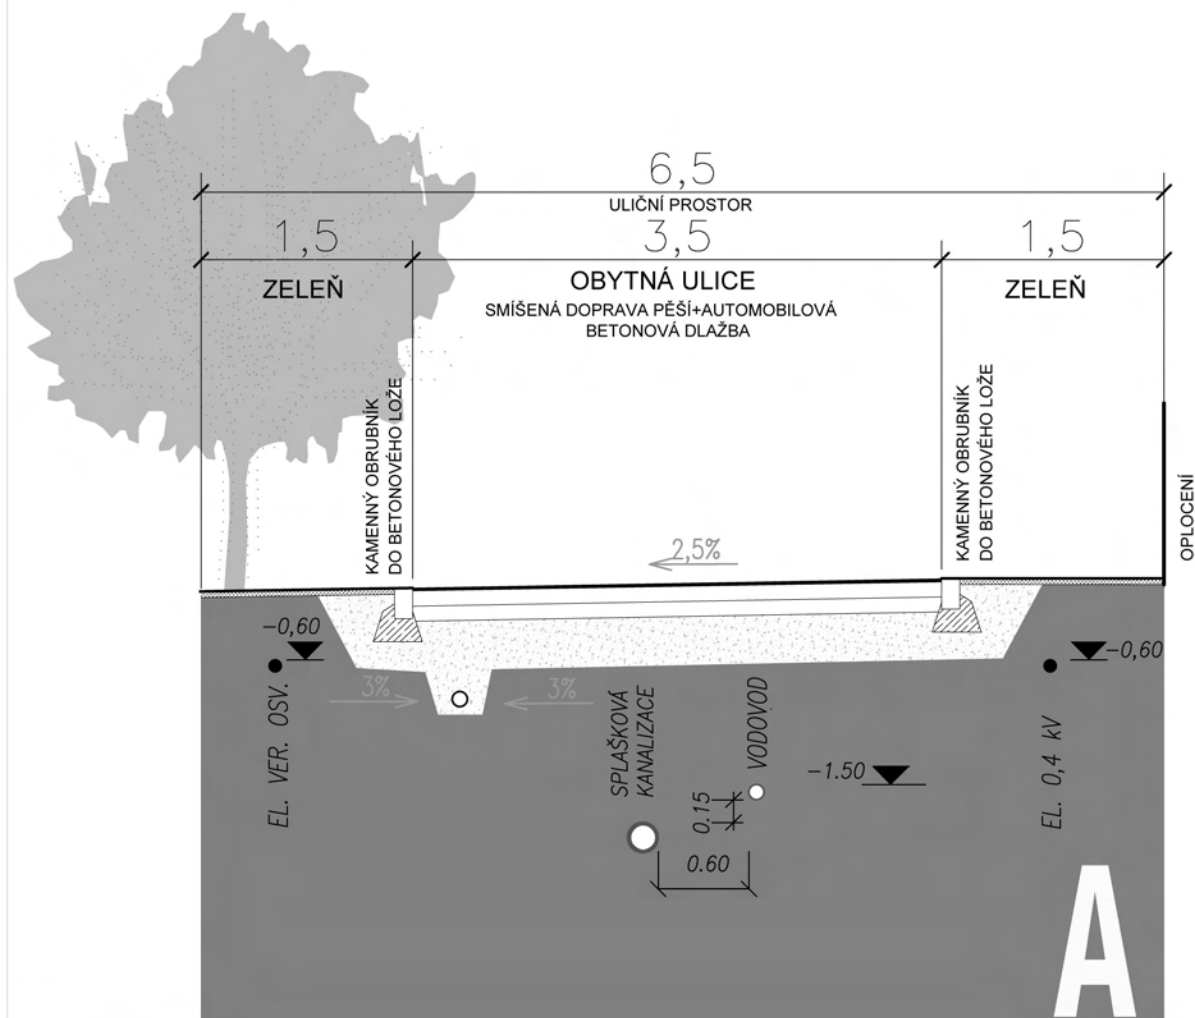 6,5
ULIČNÍ PROSTOR
1,5
3,5
1,5
ZELEŇ
OBYTNÁ ULICE
SMÍŠENÁ DOPRAVA PĚŠÍ+AUTOMOBILOVÁ
BETONOVÁ DLAŽBA
ZELEŇ
KAMENNÝ OBRUBNÍK
DO BETONOVÉHO LOŽE
KAMENNÝ OBRUBNÍK
DO BETONOVÉHO LOŽE
OPLOCENÍ
2,5%
-0,60
-0,60
3%
3%
EL. VER. OSV.
SPLAŠKOVÁ
KANALIZACE
VODOVOD
-1.50
EL. 0,4 kV
0.15
0.60
A